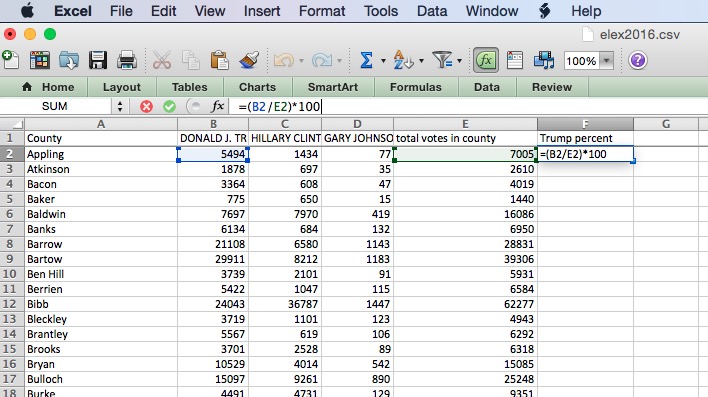 Excel File Edit View Insert Format Tools Data Window Help
elex2016.csv
100%
Home Layout Tables Charts SmartArt Formulas Data Review
SUM fx =(B2/E2)*100
A B C D E F G
1 County DONALD J. TR HILLARY CLINT GARY JOHNSO total votes in county Trump percent
2 Appling 5494 1434 77 7005 =(B2/E2)*100
3 Atkinson 1878 697 35 2610
4 Bacon 3364 608 47 4019
5 Baker 775 650 15 1440
6 Baldwin 7697 7970 419 16086
7 Banks 6134 684 132 6950
8 Barrow 21108 6580 1143 28831
9 Bartow 29911 8212 1183 39306
10 Ben Hill 3739 2101 91 5931
11 Berrien 5422 1047 115 6584
12 Bibb 24043 36787 1447 62277
13 Bleckley 3719 1101 123 4943
14 Brantley 5567 619 106 6292
15 Brooks 3701 2528 89 6318
16 Bryan 10529 4014 542 15085
17 Bulloch 15097 9261 890 25248
18 Burke 4491 4731 129 9351